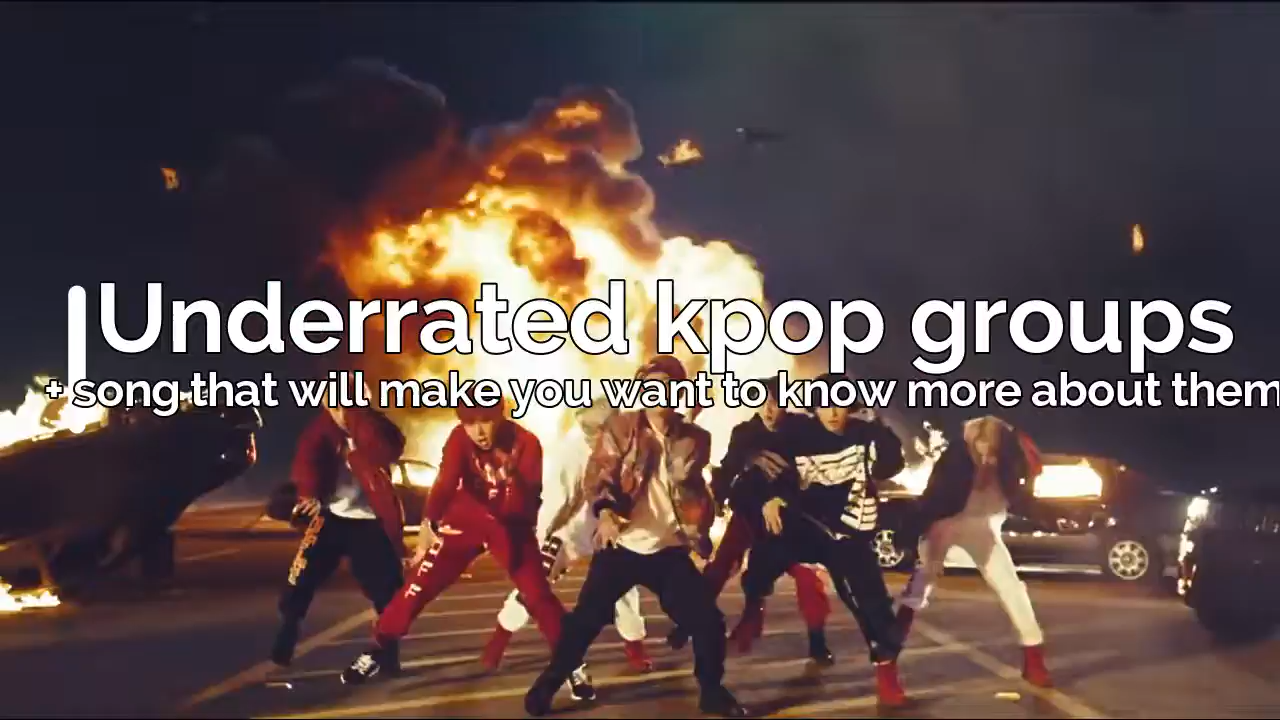 Underrated kpop groups
+ song that will make you want to know more about them